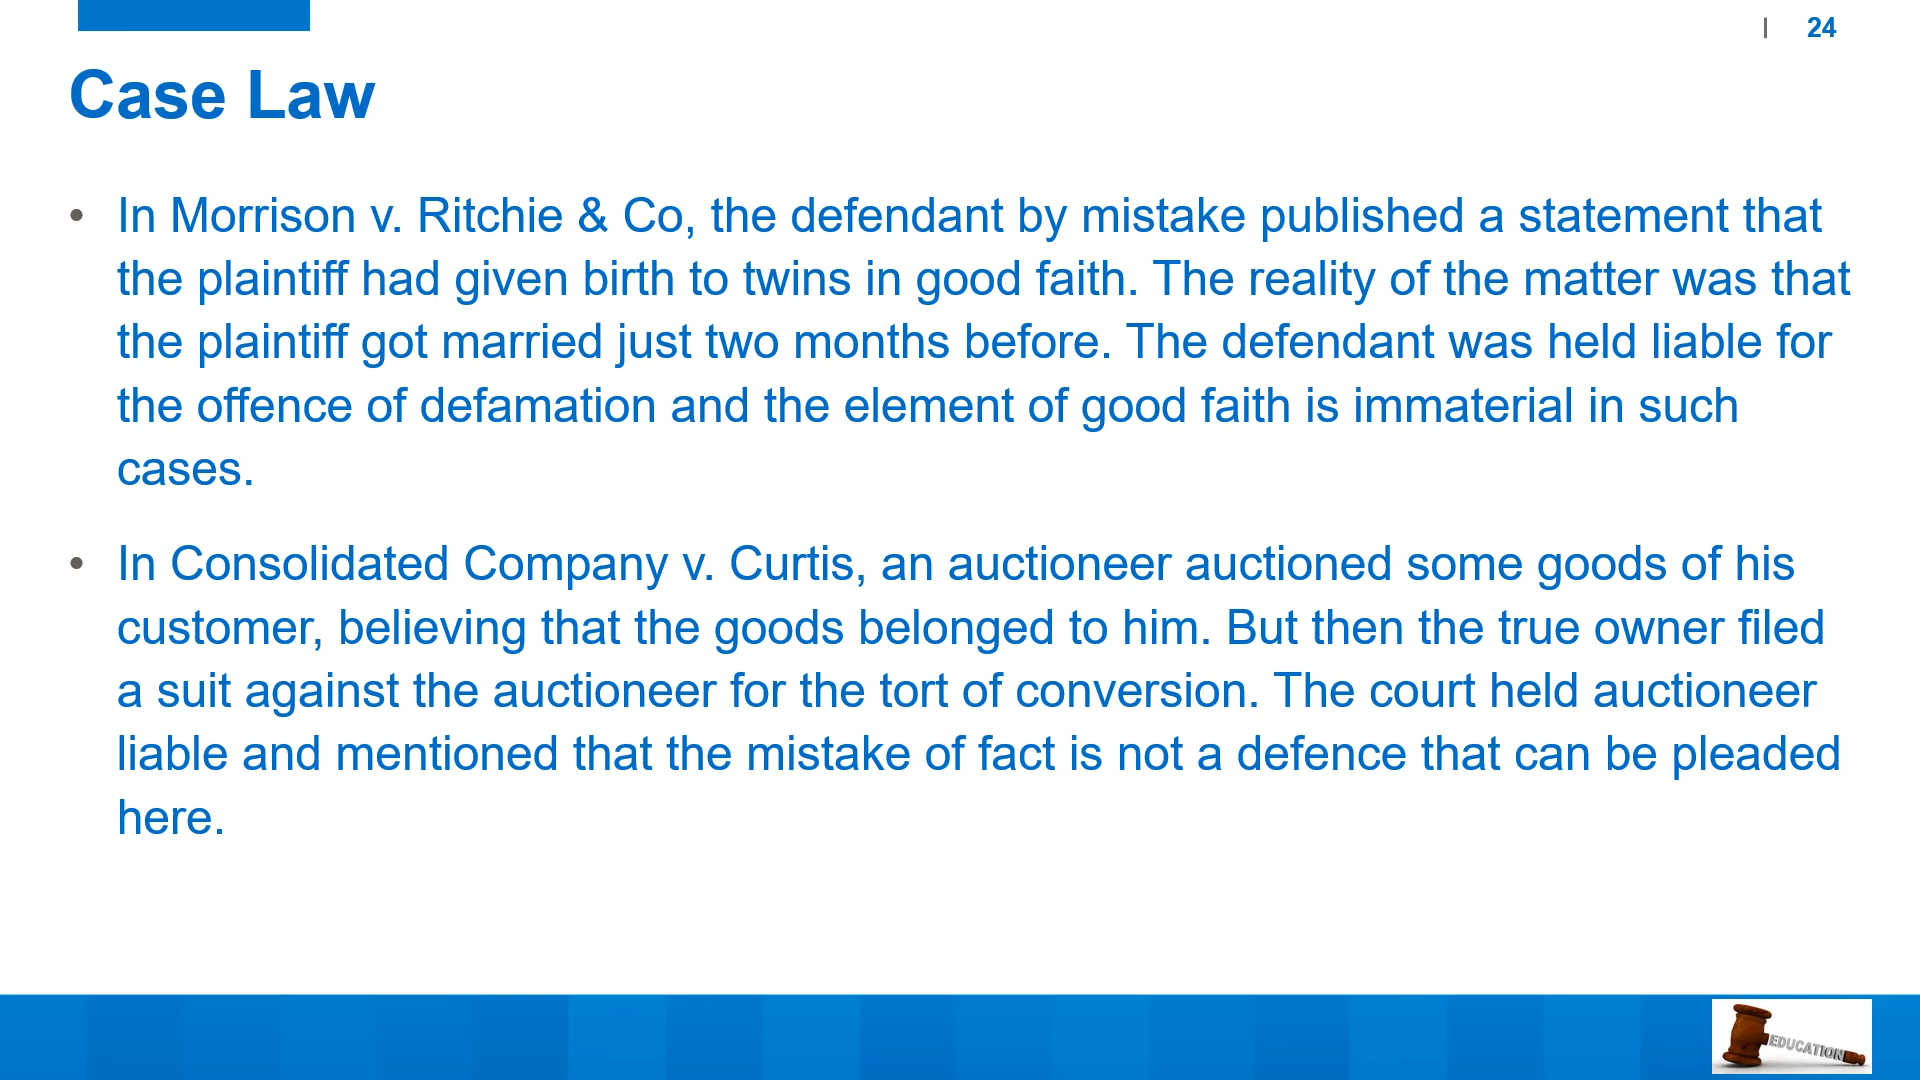 | 24
Case Law
• In Morrison v. Ritchie & Co, the defendant by mistake published a statement that
the plaintiff had given birth to twins in good faith. The reality of the matter was that
the plaintiff got married just two months before. The defendant was held liable for
the offence of defamation and the element of good faith is immaterial in such
cases.
• In Consolidated Company v. Curtis, an auctioneer auctioned some goods of his
customer, believing that the goods belonged to him. But then the true owner filed
a suit against the auctioneer for the tort of conversion. The court held auctioneer
liable and mentioned that the mistake of fact is not a defence that can be pleaded
here.
EDUCATION